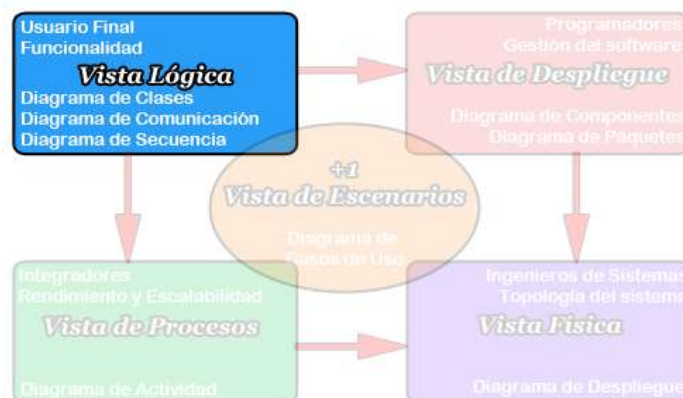 Usuario Final
Funcionalidad
Vista Lógica
Diagrama de Clases
Diagrama de Comunicación
Diagrama de Secuencia
Programadores
Gestión del software
Vista de Despliegue
Diagrama de Componentes
Diagrama de Paquetes
+1
Vista de Escenarios
Diagrama de
Casos de Uso
Integradores
Rendimiento y Escalabilidad
Vista de Procesos
Diagrama de Actividad
Ingenieros de Sistemas
Topología del sistema
Vista Física
Diagrama de Despliegue